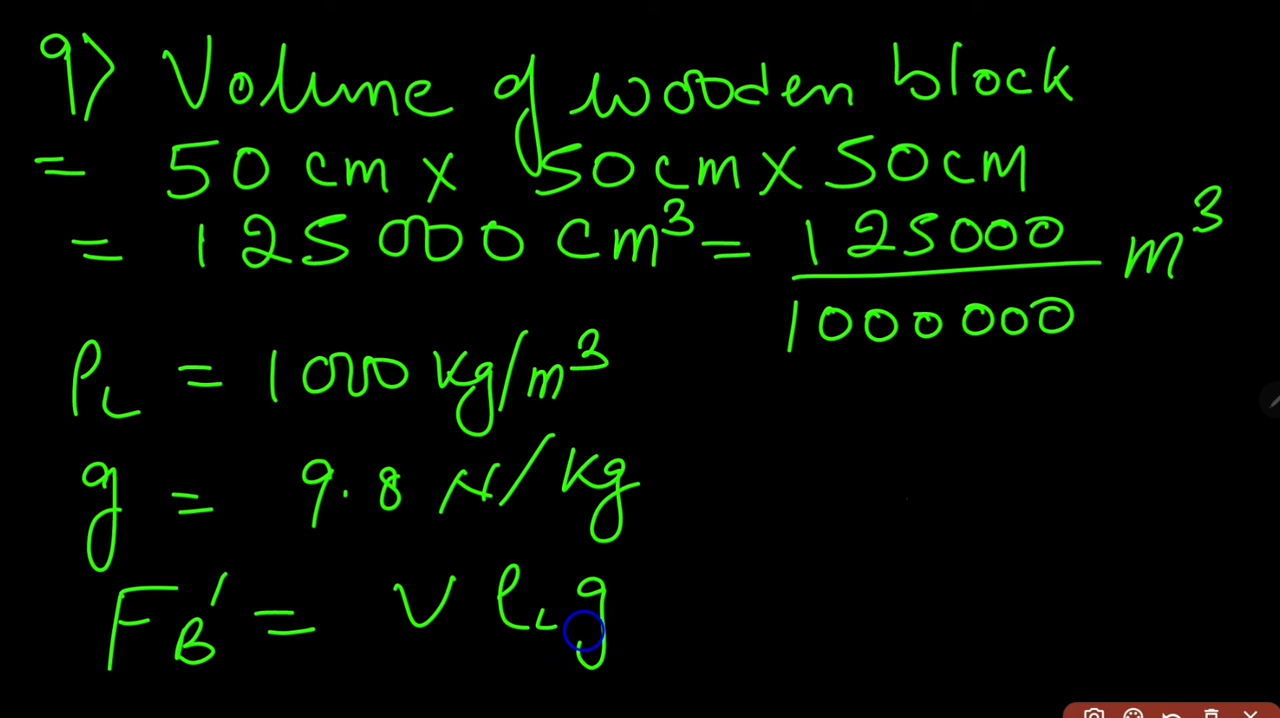 9> Volume of wooden block
= 50 cm x 50 cm x 50 cm
= 125000 cm³ = 125000/1000000 m³
ρL = 1000 kg/m³
g = 9.8 N/kg
FB' = V ρL g